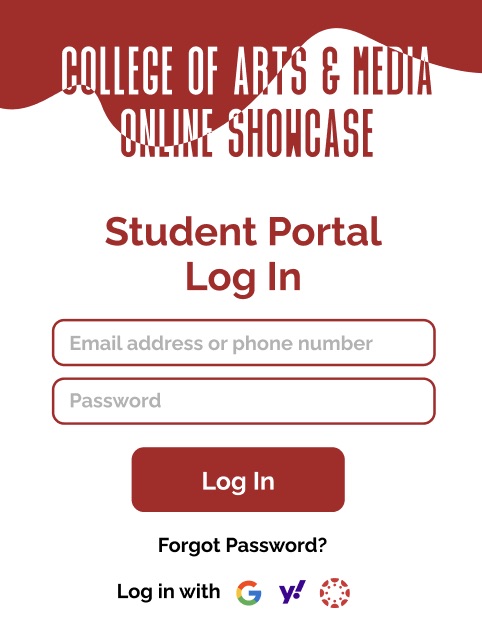 COLLEGE OF ARTS & MEDIA
ONLINE SHOWCASE
Student Portal
Log In
Email address or phone number
Password
Log In
Forgot Password?
Log in with G y!